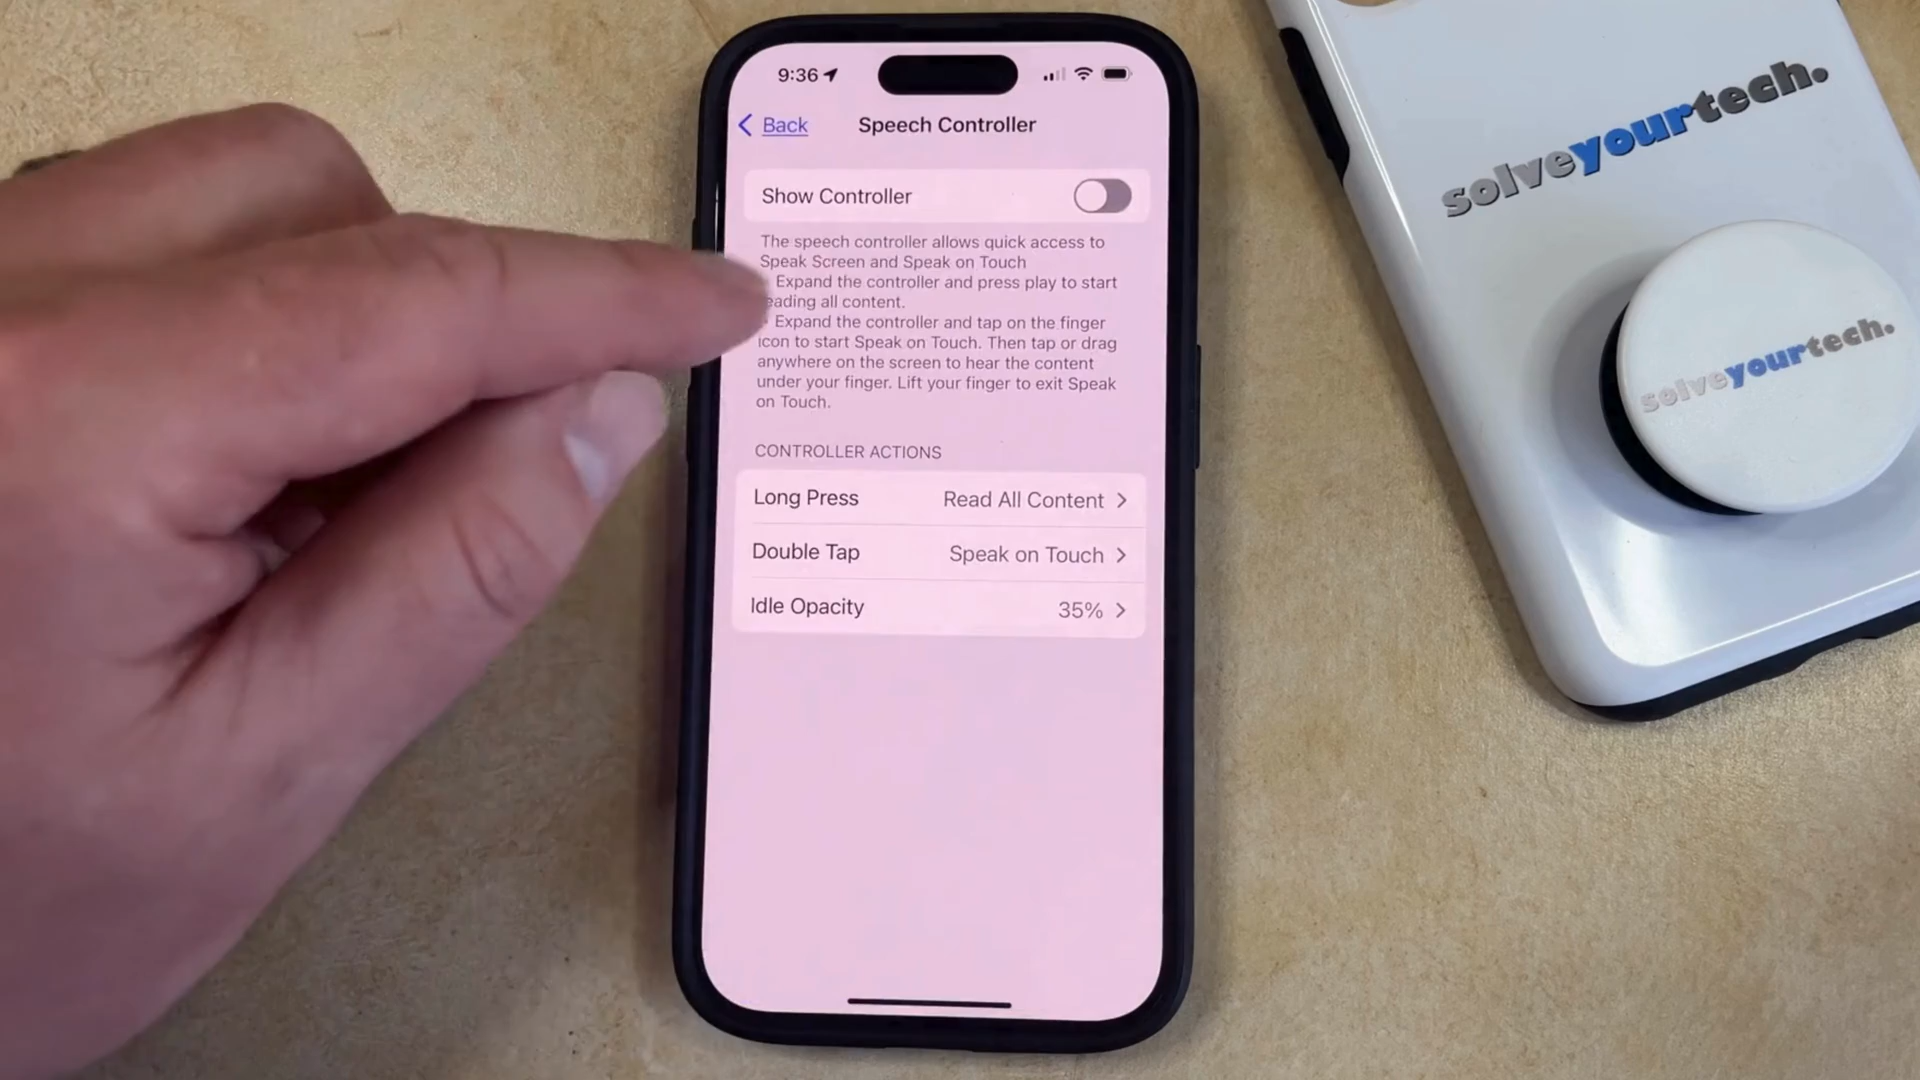 9:36
Back
Speech Controller
Show Controller
The speech controller allows quick access to
Speak Screen and Speak on Touch
Expand the controller and press play to start
eading all content.
• Expand the controller and tap on the finger
icon to start Speak on Touch. Then tap or drag
anywhere on the screen to hear the content
under your finger. Lift your finger to exit Speak
on Touch.
CONTROLLER ACTIONS
Long Press Read All Content
Double Tap Speak on Touch
Idle Opacity 35%
solveyourtech.
solveyourtech.